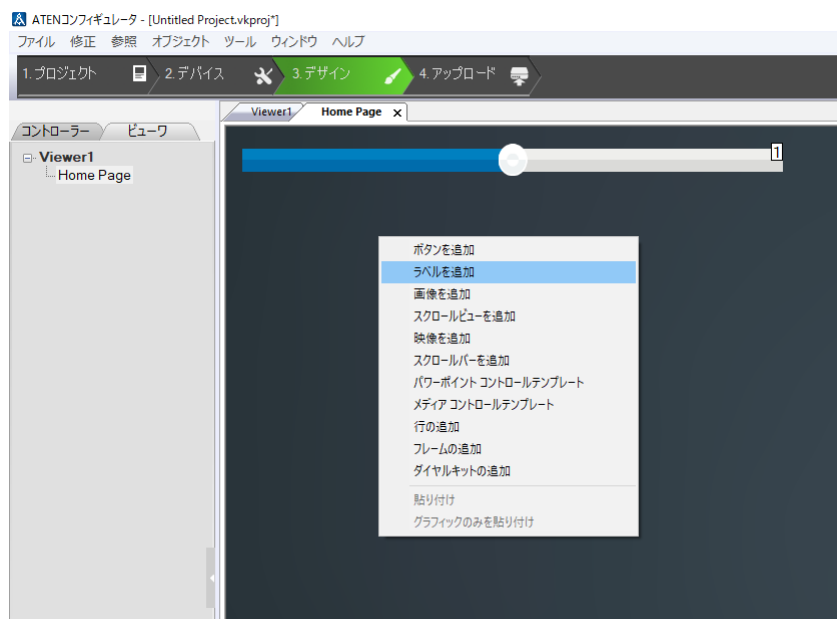 ATENコンフィギュレータ - [Untitled Project.vkproj*]
ファイル 修正 参照 オブジェクト ツール ウィンドウ ヘルプ
1.プロジェクト 2.デバイス 3.デザイン 4.アップロード
Viewer1 Home Page x
コントローラー ビューワ
Viewer1
Home Page
1
ボタンを追加
ラベルを追加
画像を追加
スクロールビューを追加
映像を追加
スクロールバーを追加
パワーポイント コントロールテンプレート
メディア コントロールテンプレート
行の追加
フレームの追加
ダイヤルキットの追加
貼り付け
グラフィックのみを貼り付け